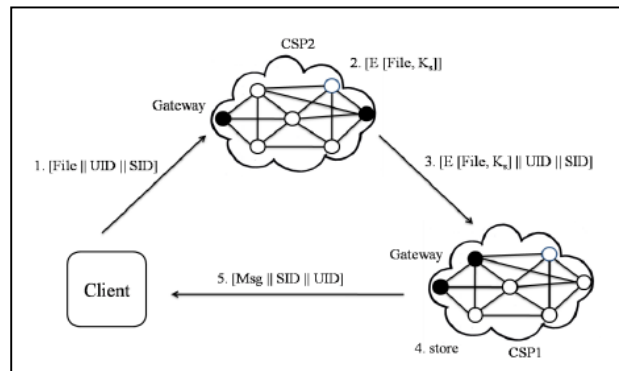 CSP2
2. [E [File, Kₛ]]
Gateway
1. [File || UID || SID]
3. [E [File, Kₛ] || UID || SID]
Gateway
Client
5. [Msg || SID || UID]
4. store
CSP1